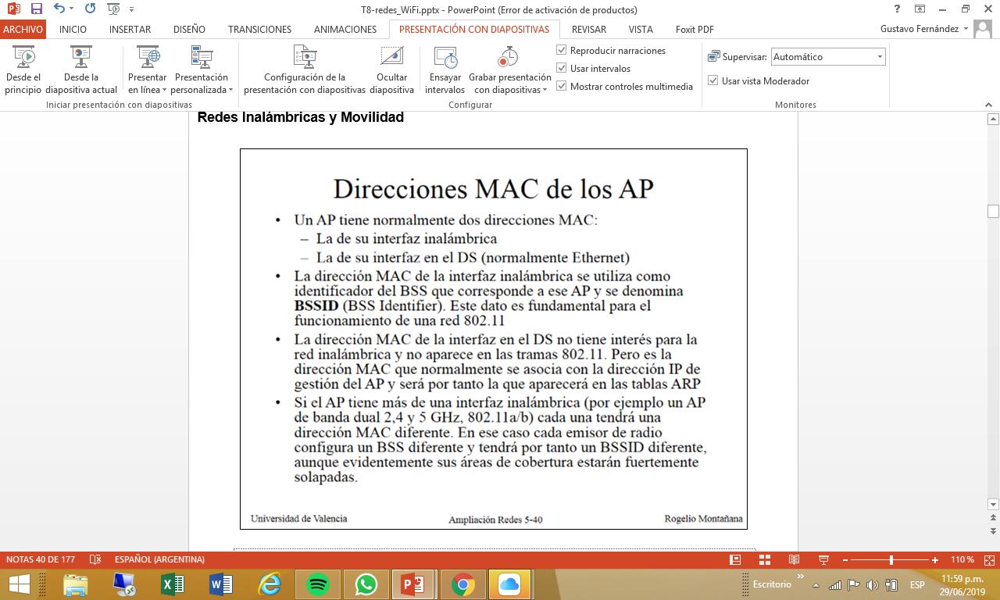 T8-redes_WiFi.pptx - PowerPoint (Error de activación de productos)
ARCHIVO INICIO INSERTAR DISEÑO TRANSICIONES ANIMACIONES PRESENTACIÓN CON DIAPOSITIVAS REVISAR VISTA Foxit PDF
Gustavo Fernández
Desde el principio
Desde la diapositiva actual
Presentar en línea
Presentación personalizada
Iniciar presentación con diapositivas
Configuración de la presentación con diapositivas
Ocultar diapositiva
Ensayar intervalos
Grabar presentación con diapositivas
Reproducir narraciones
Usar intervalos
Mostrar controles multimedia
Configurar
Supervisar: Automático
Usar vista Moderador
Monitores
Redes Inalámbricas y Movilidad
Direcciones MAC de los AP
• Un AP tiene normalmente dos direcciones MAC:
– La de su interfaz inalámbrica
– La de su interfaz en el DS (normalmente Ethernet)
• La dirección MAC de la interfaz inalámbrica se utiliza como
identificador del BSS que corresponde a ese AP y se denomina
BSSID (BSS Identifier). Este dato es fundamental para el
funcionamiento de una red 802.11
• La dirección MAC de la interfaz en el DS no tiene interés para la
red inalámbrica y no aparece en las tramas 802.11. Pero es la
dirección MAC que normalmente se asocia con la dirección IP de
gestión del AP y será por tanto la que aparecerá en las tablas ARP
• Si el AP tiene más de una interfaz inalámbrica (por ejemplo un AP
de banda dual 2,4 y 5 GHz, 802.11a/b) cada una tendrá una
dirección MAC diferente. En ese caso cada emisor de radio
configura un BSS diferente y tendrá por tanto un BSSID diferente,
aunque evidentemente sus áreas de cobertura estarán fuertemente
solapadas.
Universidad de Valencia Ampliación Redes 5-40 Rogelio Montañana
NOTAS 40 DE 177 ESPAÑOL (ARGENTINA) 110 %
Escritorio ESP 11:59 p.m.
29/06/2019